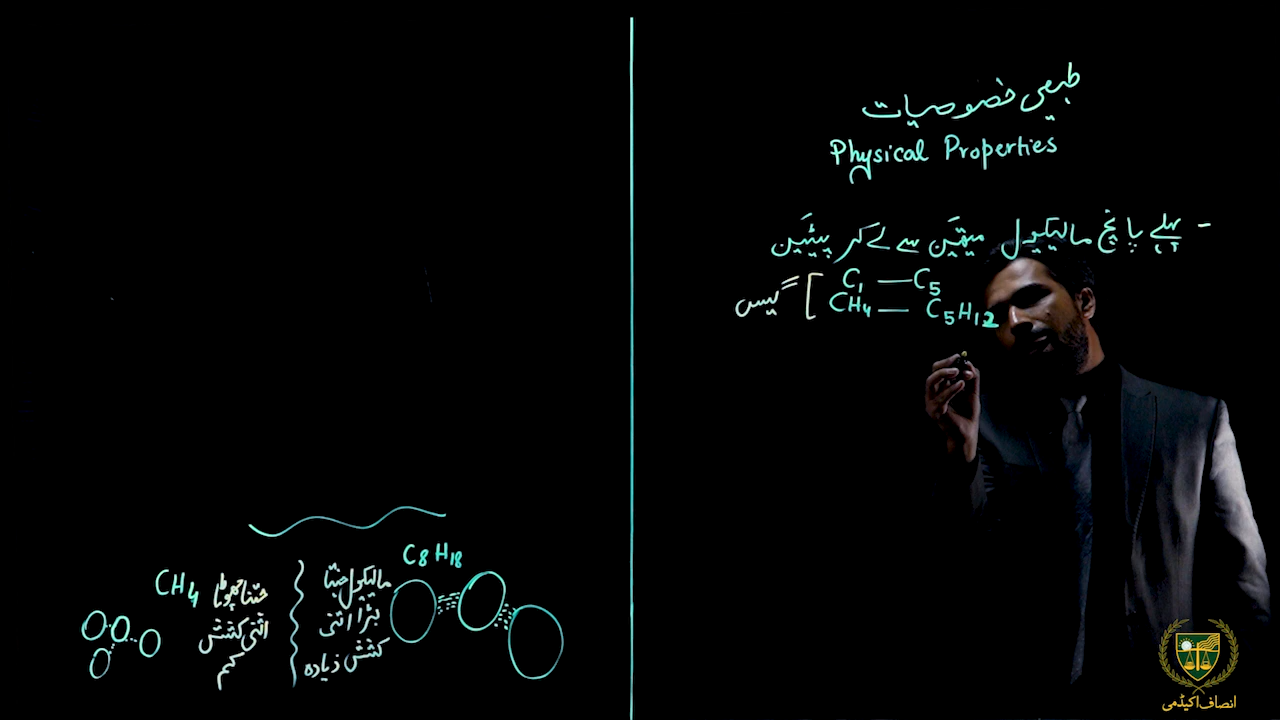 طبعی خصوصیات
Physical Properties
- پہلے پانچ مالیکیول میتھین سے لے کر پینٹین
C1 — C5
گیس [ CH4 — C5H12
C8H18
CH4
مالیکیول جتنا
بڑا اتنی
کشش زیادہ
جتنا چھوٹا
اتنی کشش
کم
انصاف اکیڈمی